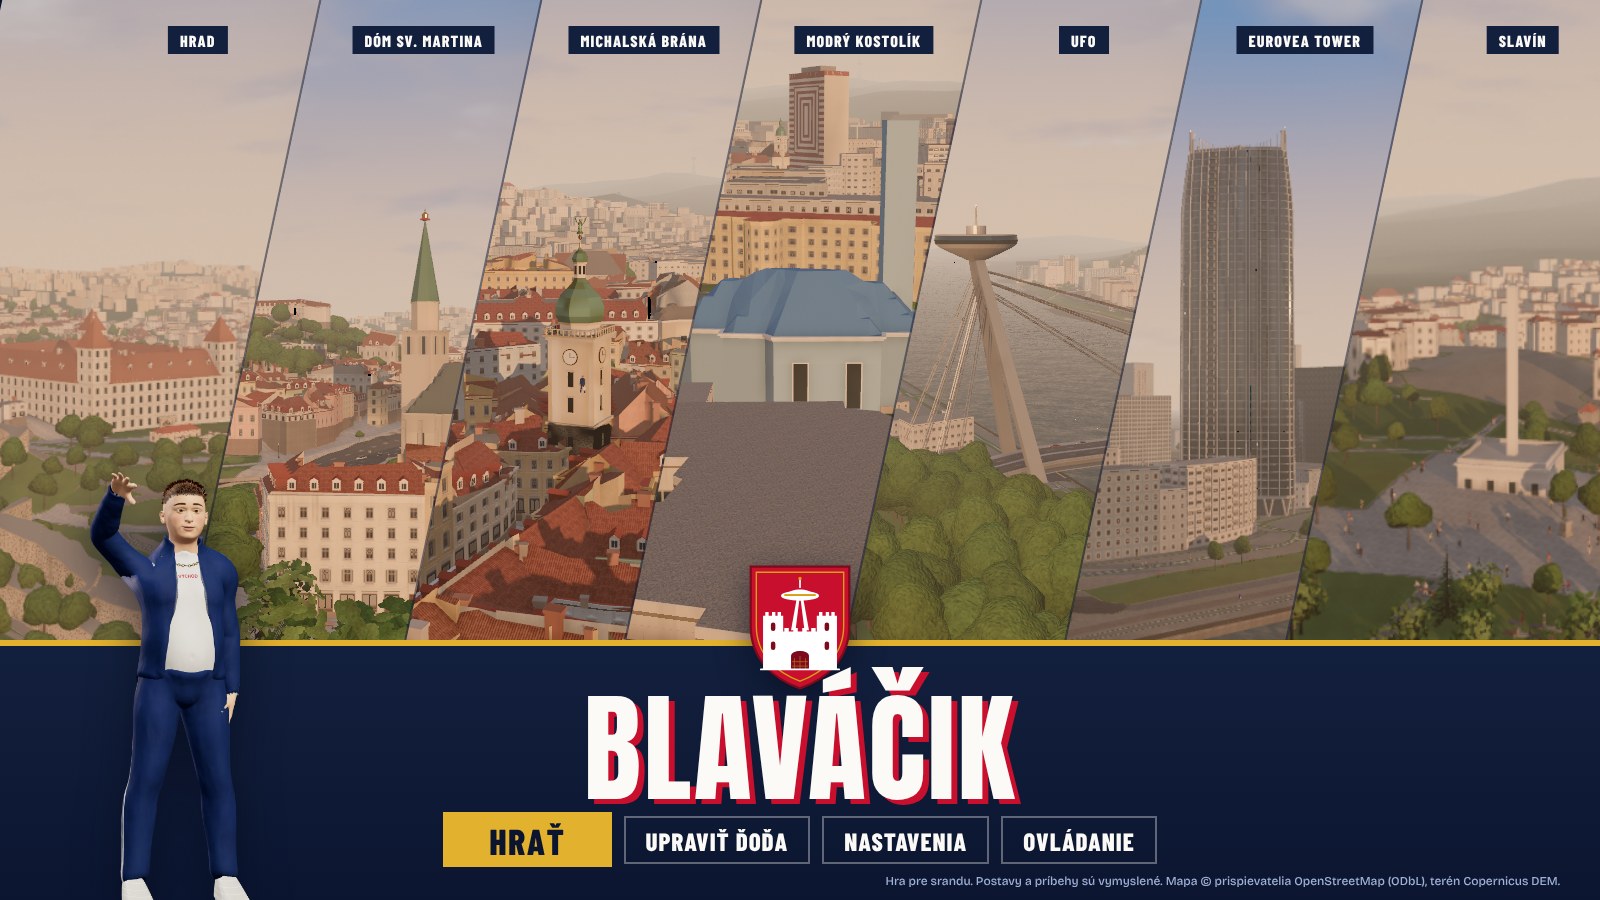 HRAD
DÓM SV. MARTINA
MICHALSKÁ BRÁNA
MODRÝ KOSTOLÍK
UFO
EUROVEA TOWER
SLAVÍN
BLAVÁČIK
HRAŤ
UPRAVIŤ ĎOĎA
NASTAVENIA
OVLÁDANIE
Hra pre srandu. Postavy a príbehy sú vymyslené. Mapa © prispievatelia OpenStreetMap (ODbL), terén Copernicus DEM.